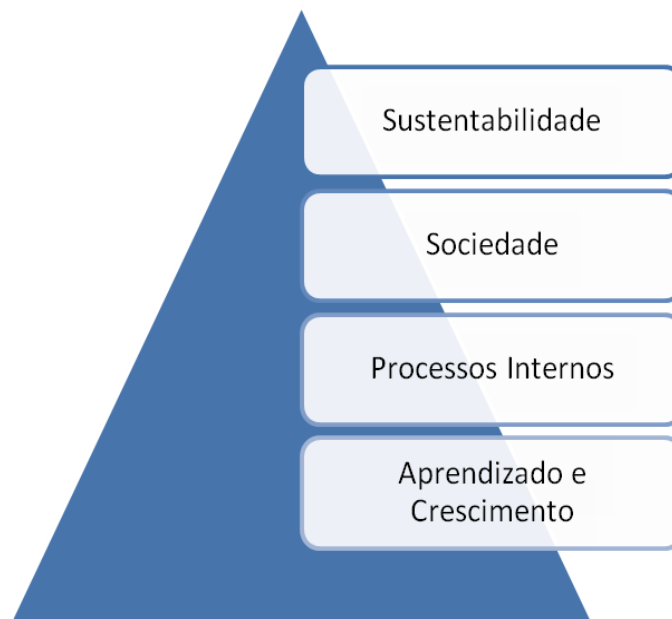 Sustentabilidade
Sociedade
Processos Internos
Aprendizado e
Crescimento